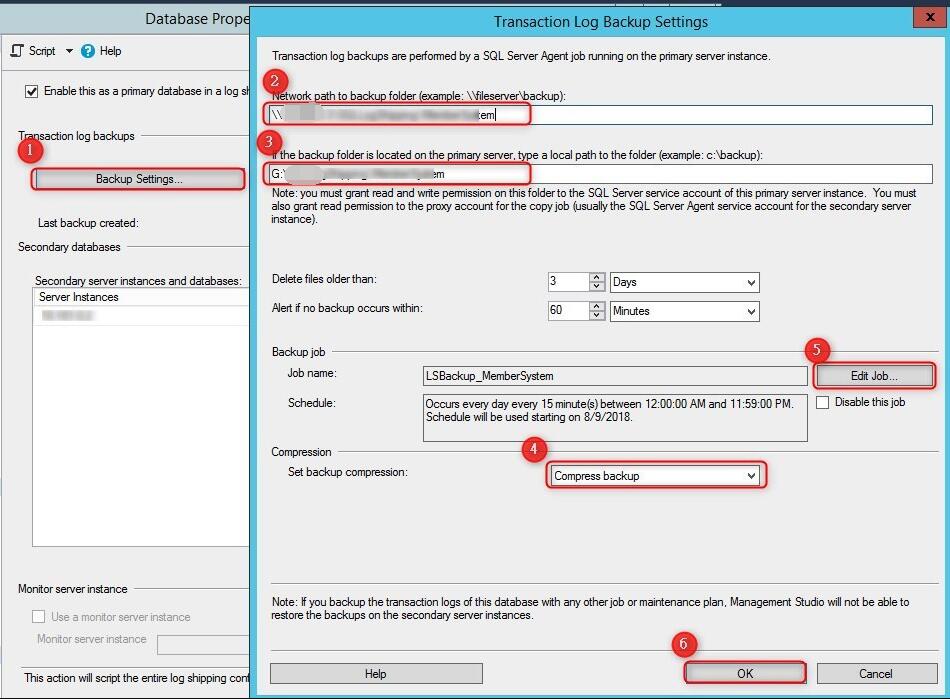 Database Prope
Script
Help
Enable this as a primary database in a log sh
Transaction log backups
1
Backup Settings...
Last backup created:
Secondary databases
Secondary server instances and databases:
Server Instances
Monitor server instance
Use a monitor server instance
Monitor server instance
This action will script the entire log shipping conf
Transaction Log Backup Settings
Transaction log backups are performed by a SQL Server Agent job running on the primary server instance.
2
Network path to backup folder (example: \\fileserver\backup):
\\
3
If the backup folder is located on the primary server, type a local path to the folder (example: c:\backup):
G:\
Note: you must grant read and write permission on this folder to the SQL Server service account of this primary server instance. You must
also grant read permission to the proxy account for the copy job (usually the SQL Server Agent service account for the secondary server
instance).
Delete files older than:
3
Days
Alert if no backup occurs within:
60
Minutes
Backup job
5
Job name:
LSBackup_MemberSystem
Edit Job...
Schedule:
Occurs every day every 15 minute(s) between 12:00:00 AM and 11:59:00 PM.
Schedule will be used starting on 8/9/2018.
Disable this job
Compression
4
Set backup compression:
Compress backup
Note: If you backup the transaction logs of this database with any other job or maintenance plan, Management Studio will not be able to
restore the backups on the secondary server instances.
6
Help
OK
Cancel